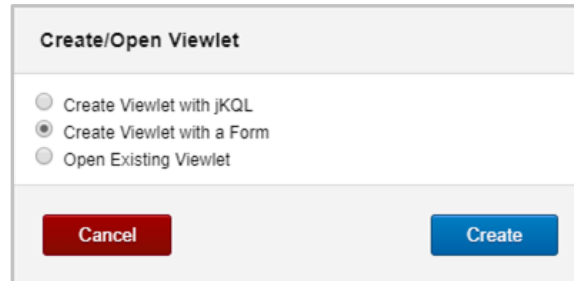 Create/Open Viewlet
Create Viewlet with jKQL
Create Viewlet with a Form
Open Existing Viewlet
Cancel
Create